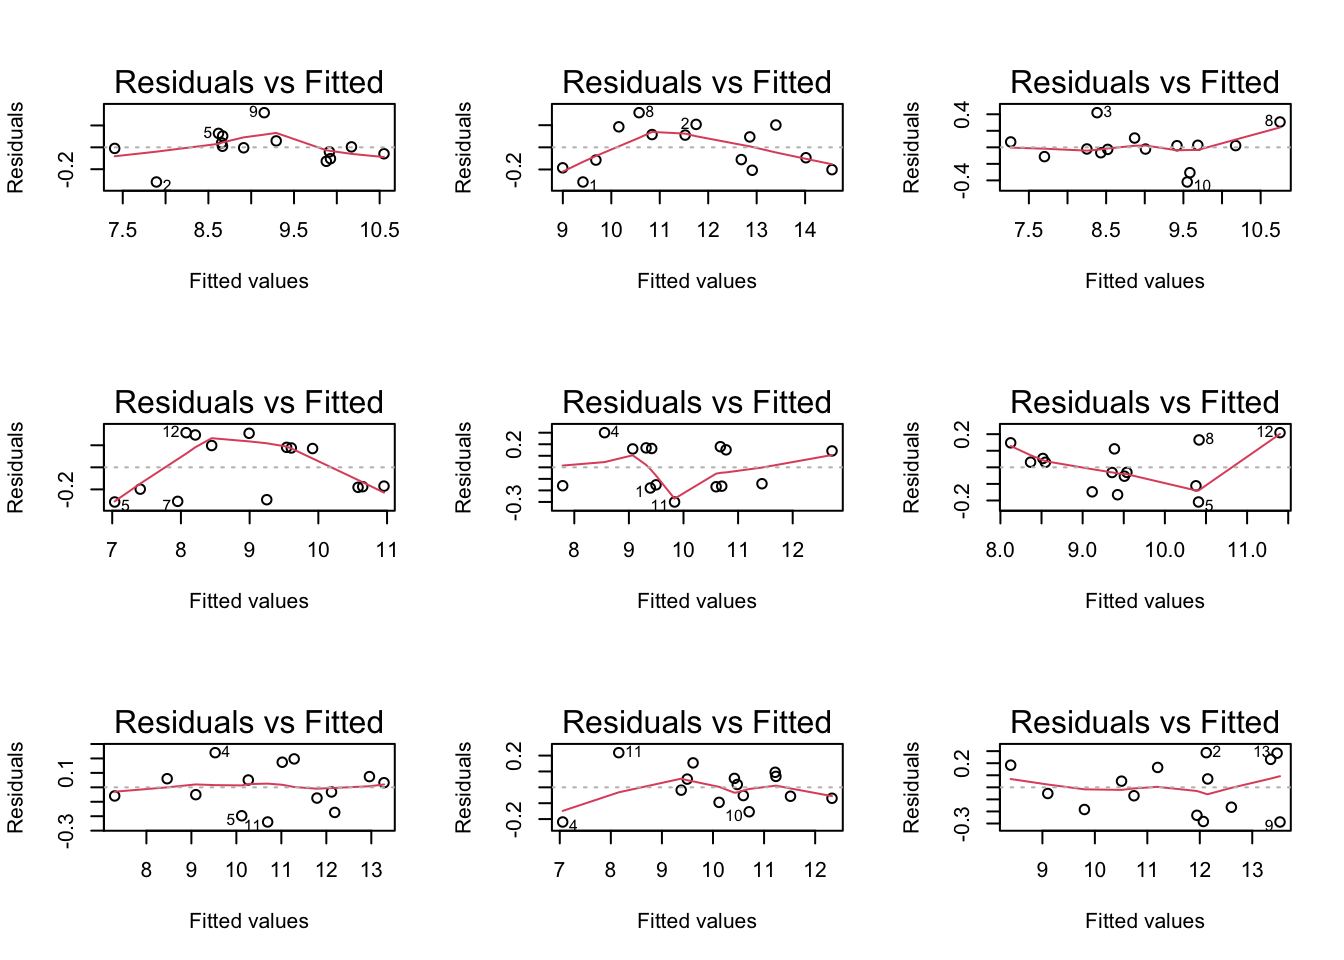 Residuals vs Fitted
Residuals
-0.2
9
5
2
7.5 8.5 9.5 10.5
Fitted values
Residuals vs Fitted
Residuals
-0.2
8
2
1
9 10 11 12 13 14
Fitted values
Residuals vs Fitted
Residuals
-0.4 0.4
3
8
10
7.5 8.5 9.5 10.5
Fitted values
Residuals vs Fitted
Residuals
-0.2
12
5
7
7 8 9 10 11
Fitted values
Residuals vs Fitted
Residuals
-0.3 0.2
4
1
11
8 9 10 11 12
Fitted values
Residuals vs Fitted
Residuals
-0.2 0.2
12
8
5
8.0 9.0 10.0 11.0
Fitted values
Residuals vs Fitted
Residuals
-0.3 0.1
4
5
11
8 9 10 11 12 13
Fitted values
Residuals vs Fitted
Residuals
-0.2 0.2
11
10
4
7 8 9 10 11 12
Fitted values
Residuals vs Fitted
Residuals
-0.3 0.2
2
13
9
9 10 11 12 13
Fitted values